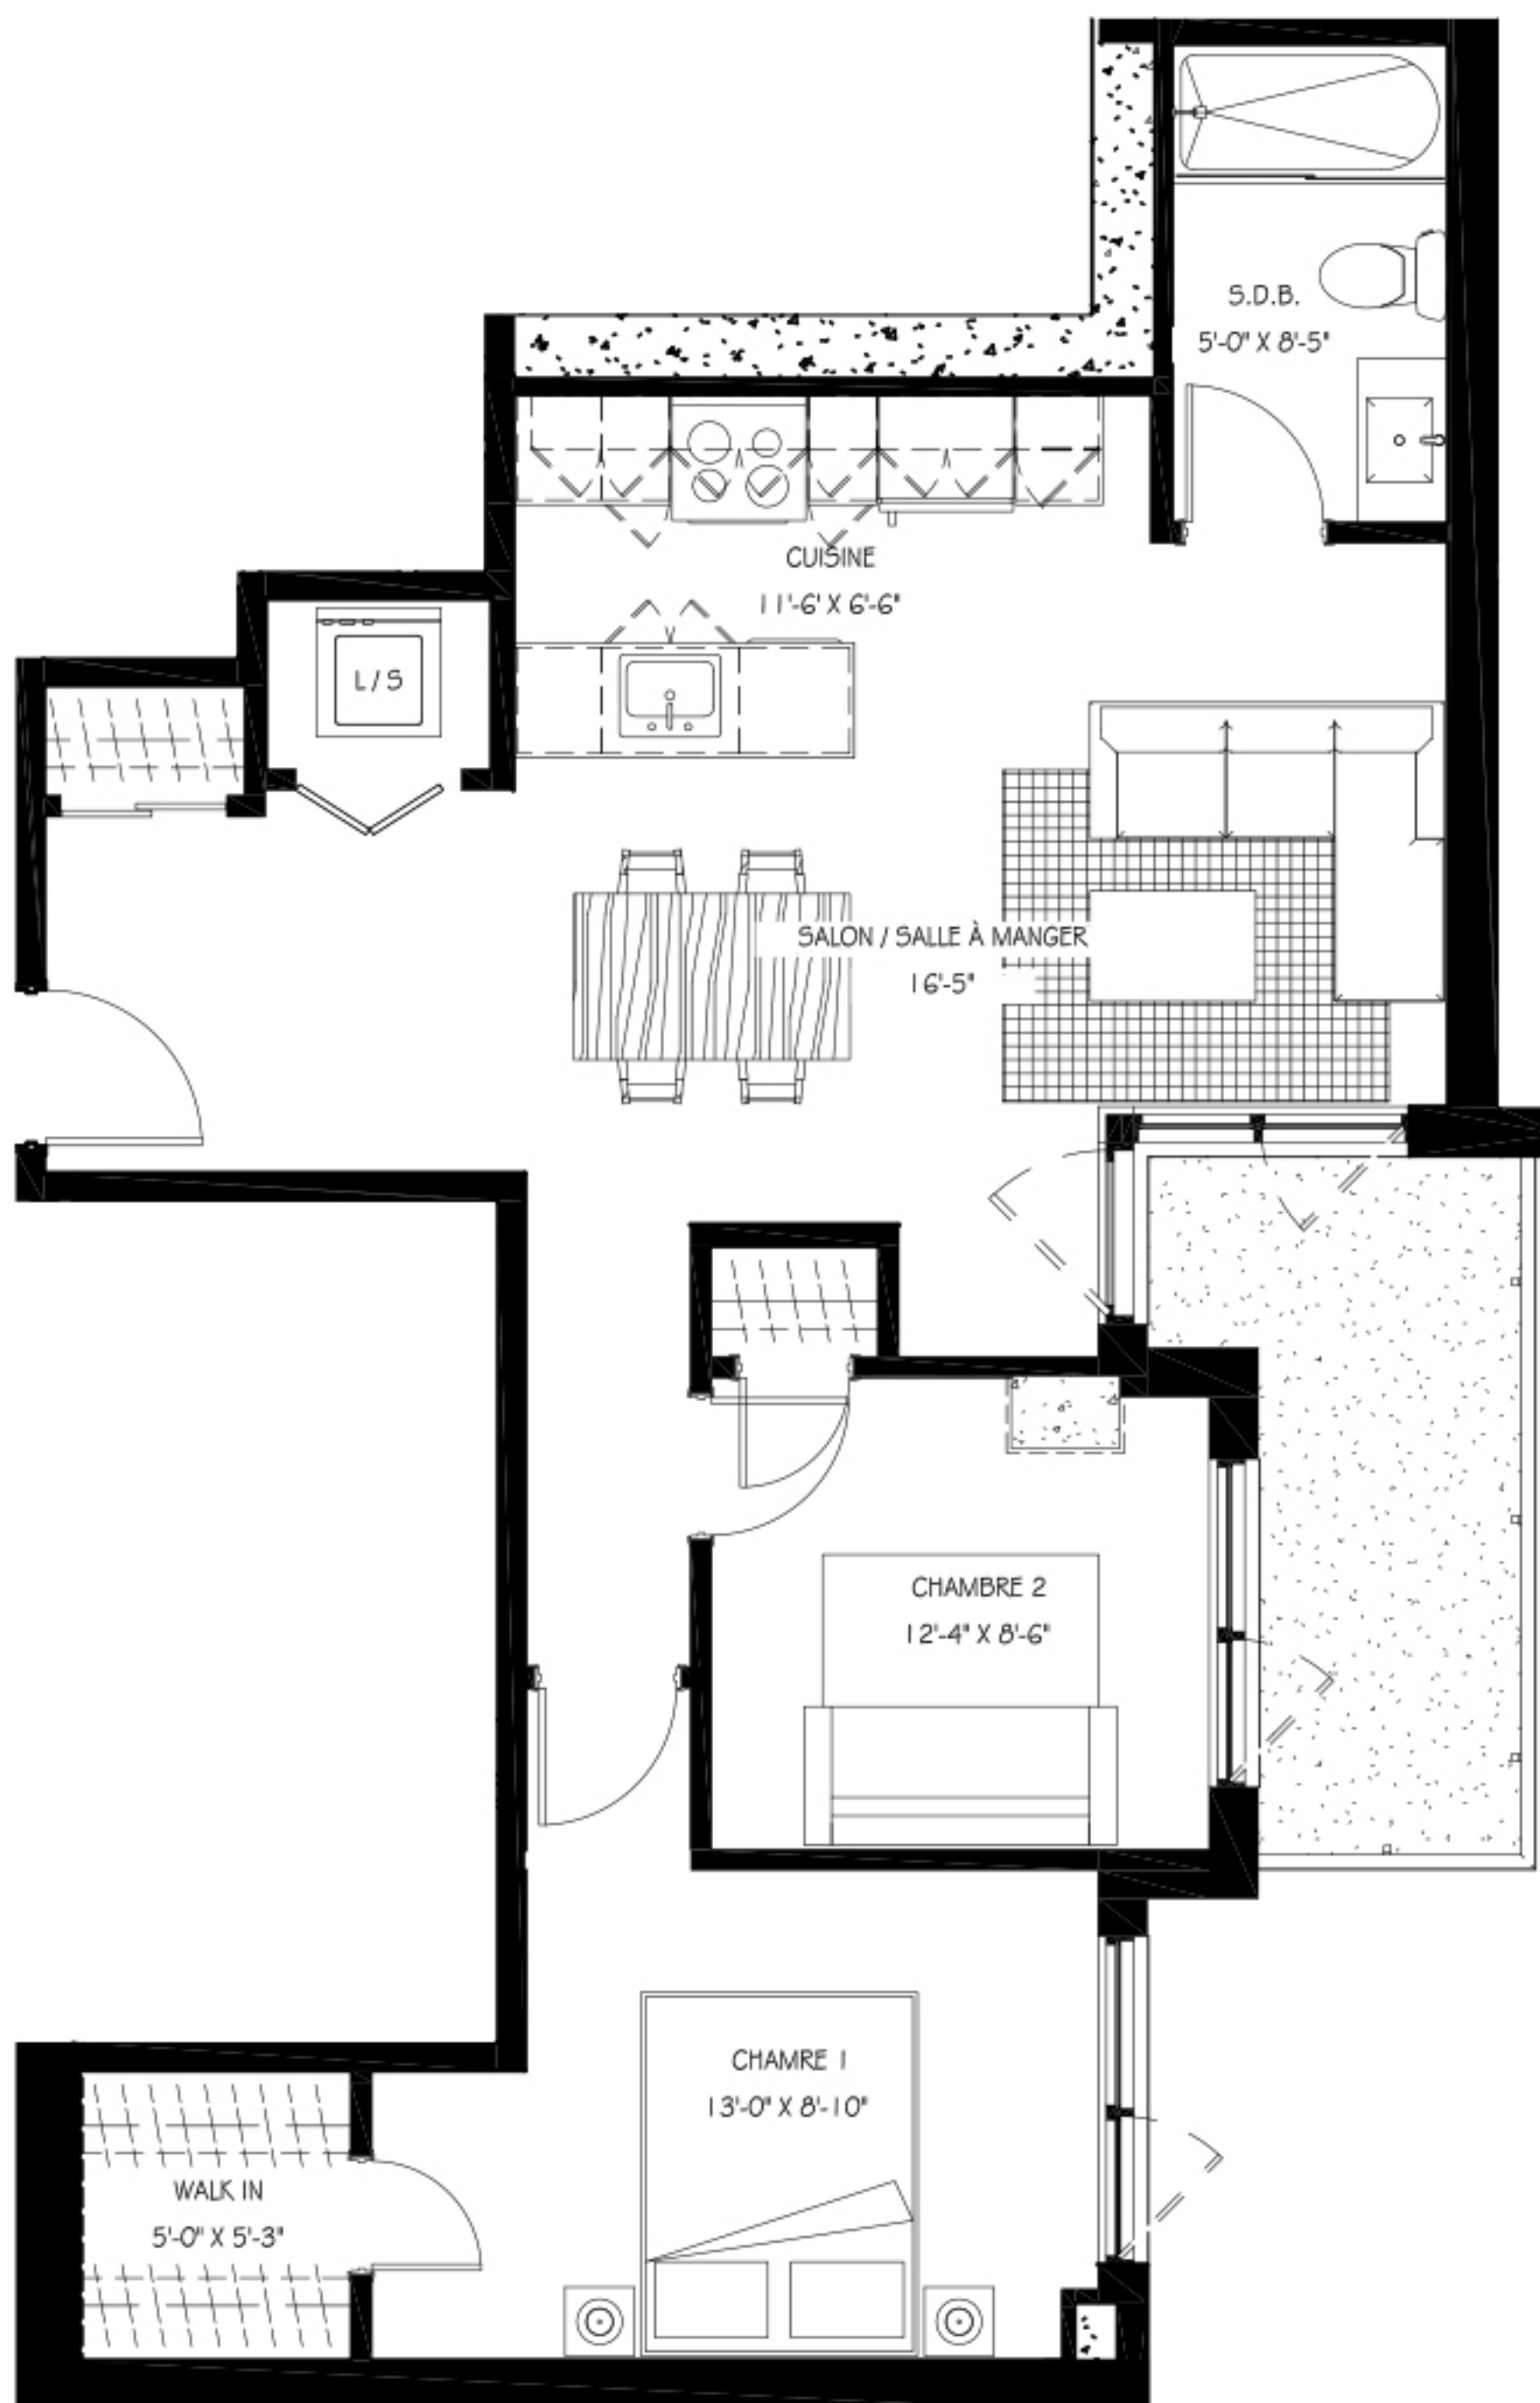 S.D.B.
5'-0" X 8'-5"
CUISINE
11'-6' X 6'-6"
L / S
SALON / SALLE À MANGER
16'-5"
CHAMBRE 2
12'-4" X 8'-6"
CHAMRE 1
13'-0" X 8'-10"
WALK IN
5'-0" X 5'-3"